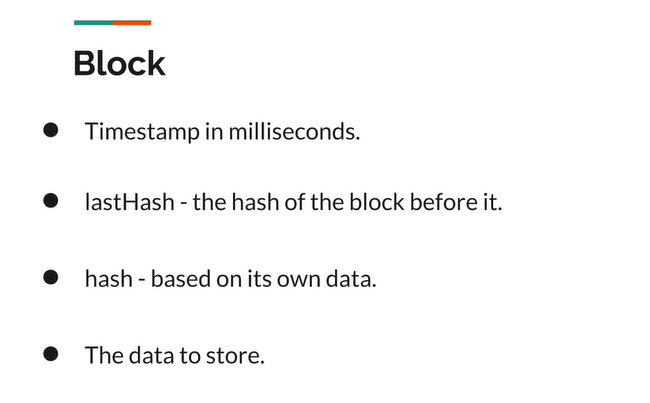 Block
● Timestamp in milliseconds.
● lastHash - the hash of the block before it.
● hash - based on its own data.
● The data to store.